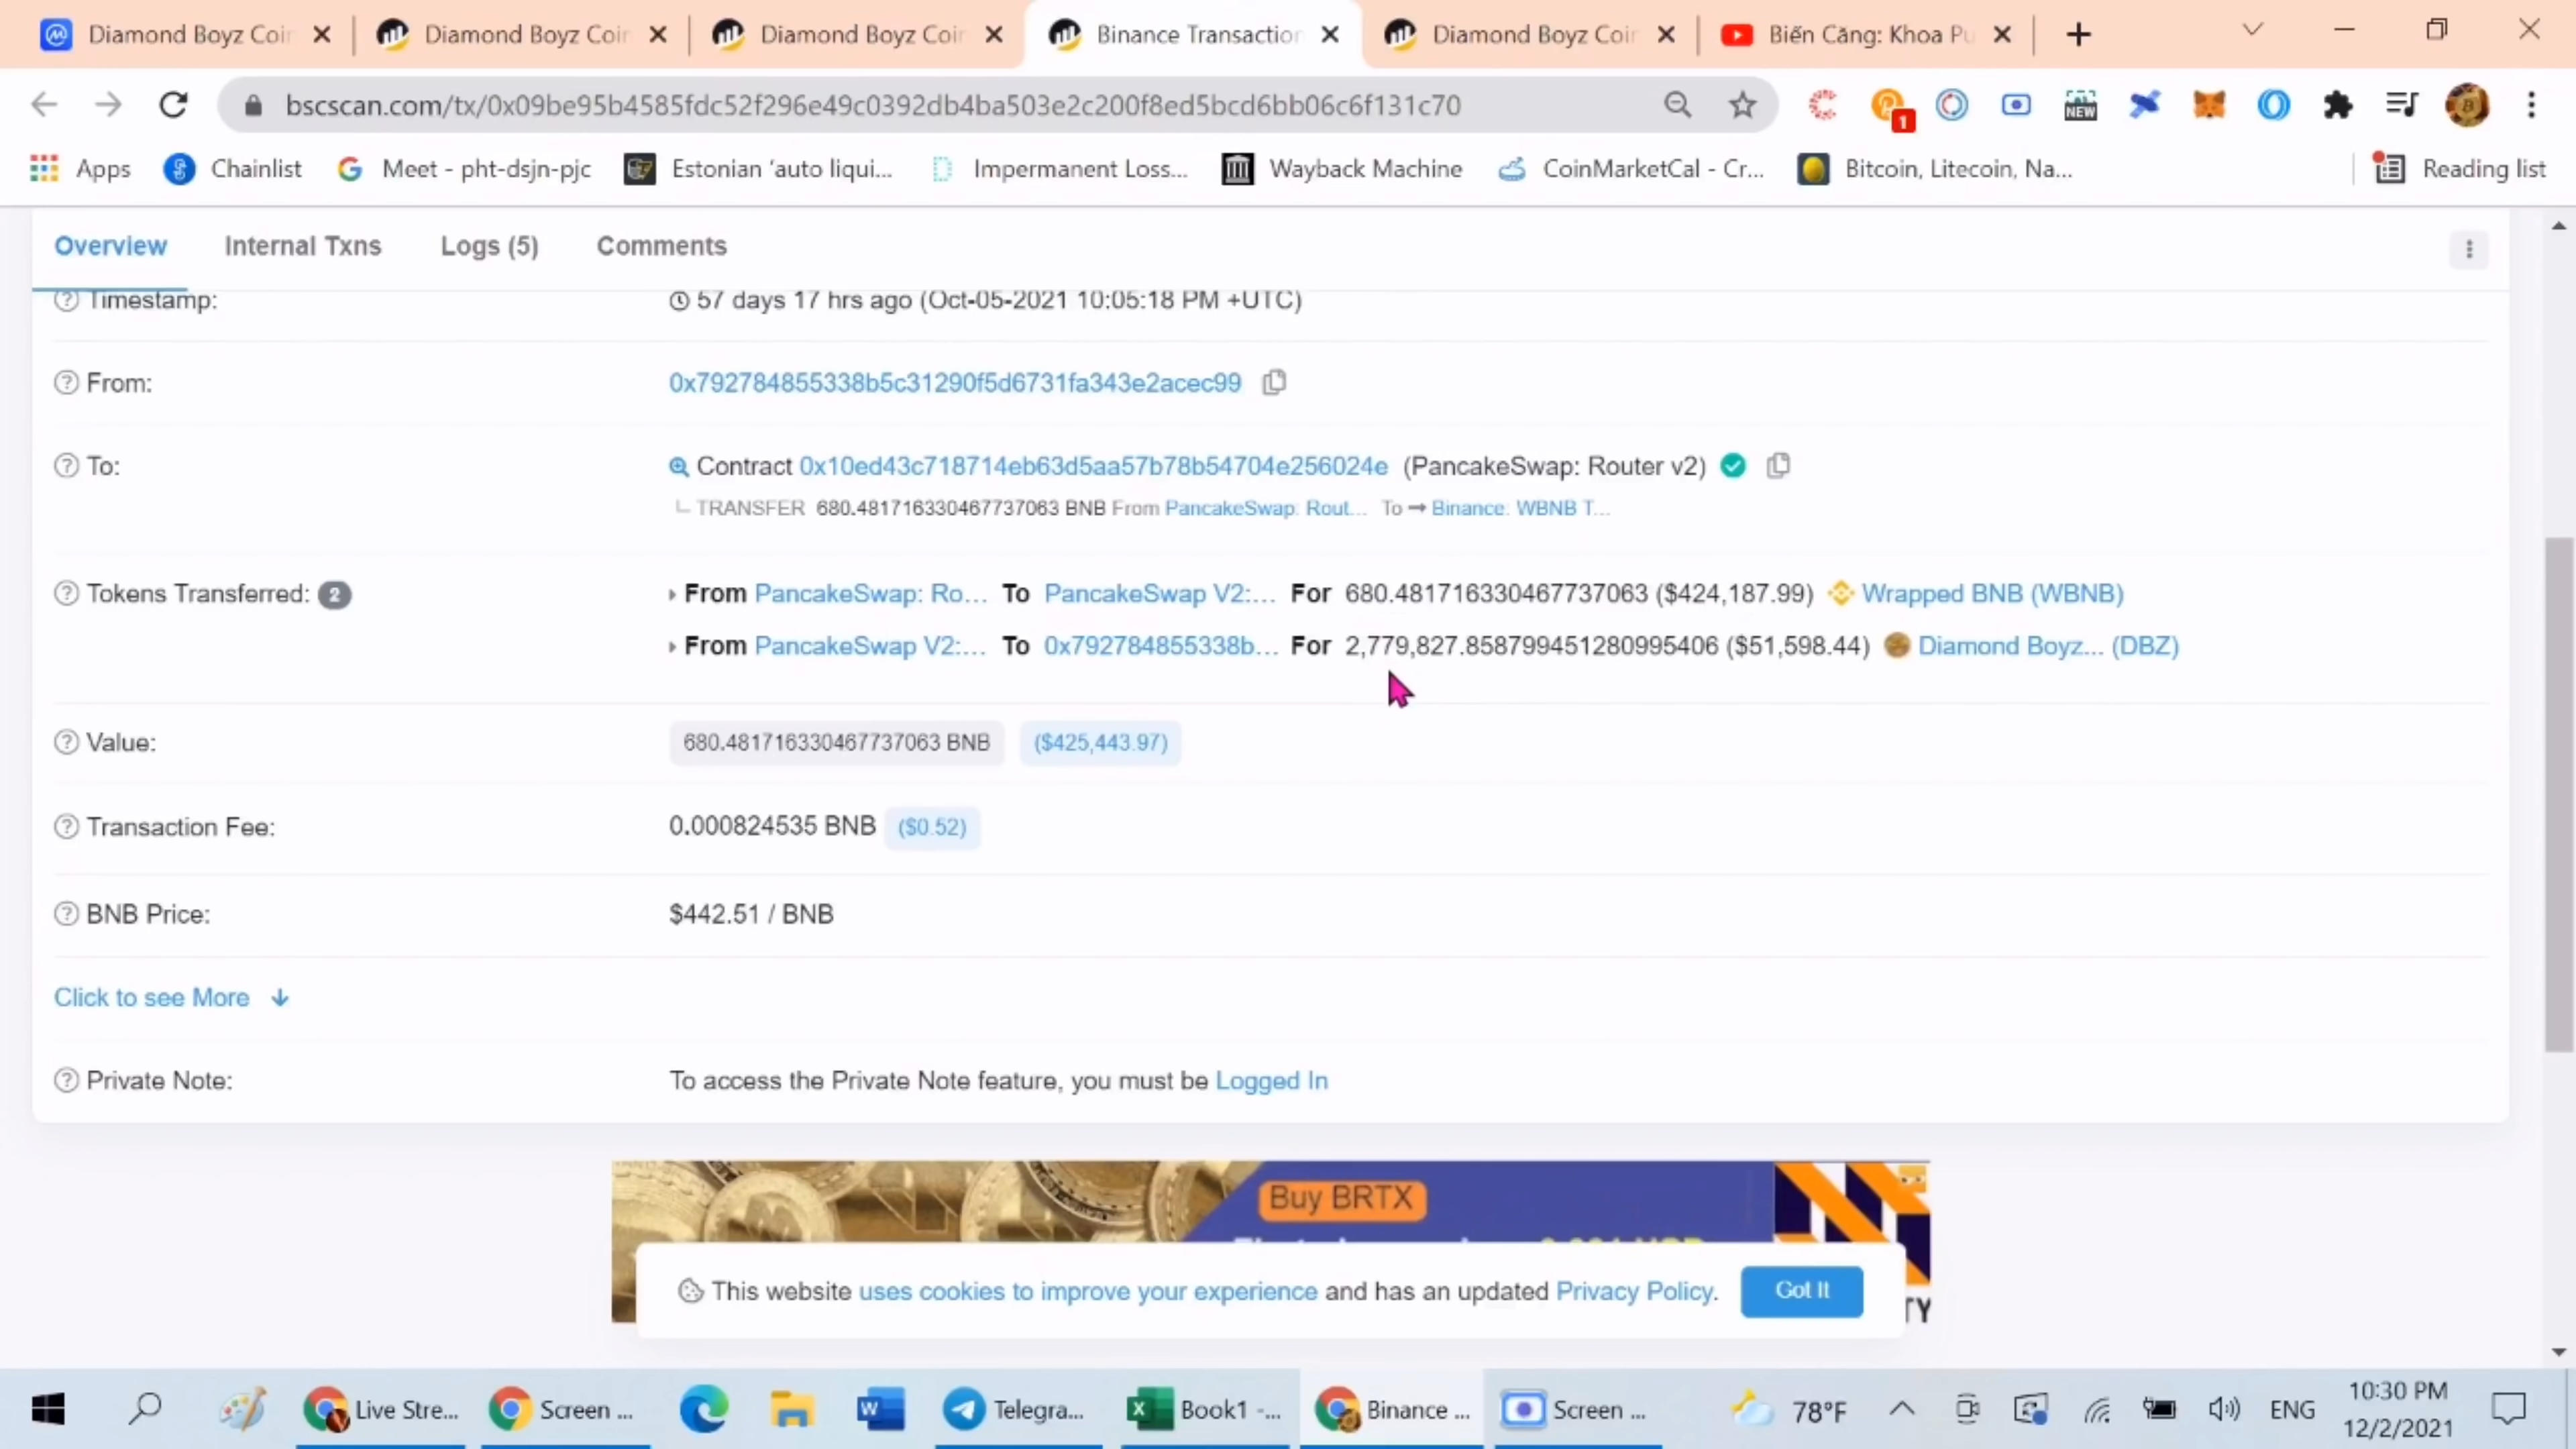 Diamond Boyz Coin
Diamond Boyz Coin
Diamond Boyz Coin
Binance Transaction
Diamond Boyz Coin
Biến Căng: Khoa Pu
bscscan.com/tx/0x09be95b4585fdc52f296e49c0392db4ba503e2c200f8ed5bcd6bb06c6f131c70
1
NEW
Apps
Chainlist
Meet - pht-dsjn-pjc
Estonian ‘auto liqui...
Impermanent Loss...
Wayback Machine
CoinMarketCal - Cr...
Bitcoin, Litecoin, Na...
Reading list
Overview
Internal Txns
Logs (5)
Comments
Timestamp: 57 days 17 hrs ago (Oct-05-2021 10:05:18 PM +UTC)
From: 0x792784855338b5c31290f5d6731fa343e2acec99
To: Contract 0x10ed43c718714eb63d5aa57b78b54704e256024e (PancakeSwap: Router v2)
TRANSFER 680.481716330467737063 BNB From PancakeSwap: Rout... To → Binance: WBNB T...
Tokens Transferred: 2 From PancakeSwap: Ro... To PancakeSwap V2:... For 680.481716330467737063 ($424,187.99) Wrapped BNB (WBNB)
From PancakeSwap V2:... To 0x792784855338b... For 2,779,827.858799451280995406 ($51,598.44) Diamond Boyz... (DBZ)
Value: 680.481716330467737063 BNB ($425,443.97)
Transaction Fee: 0.000824535 BNB ($0.52)
BNB Price: $442.51 / BNB
Click to see More
Private Note: To access the Private Note feature, you must be Logged In
Buy BRTX
This website uses cookies to improve your experience and has an updated Privacy Policy.
Got It
TY
Live Stre...
Screen ...
Telegra...
Book1 -...
Binance ...
Screen ...
78°F
ENG
10:30 PM
12/2/2021